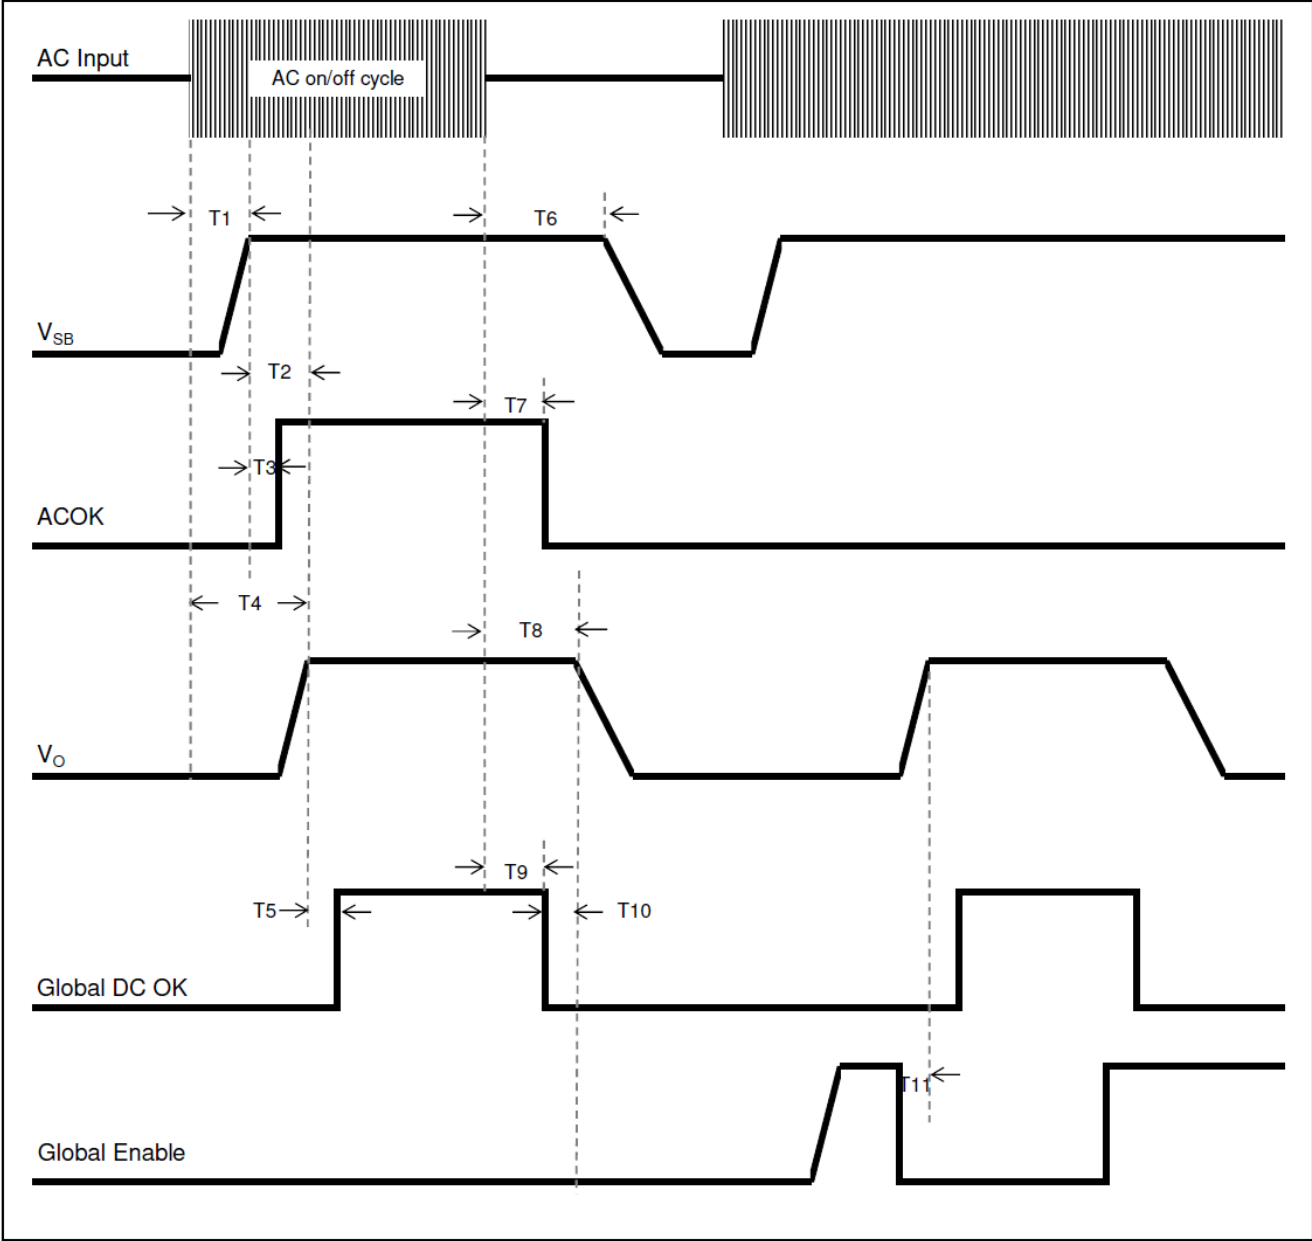 AC Input
AC on/off cycle
T1
T6
VSB
T2
T7
T3
ACOK
T4
T8
VO
T9
T5
T10
Global DC OK
T11
Global Enable